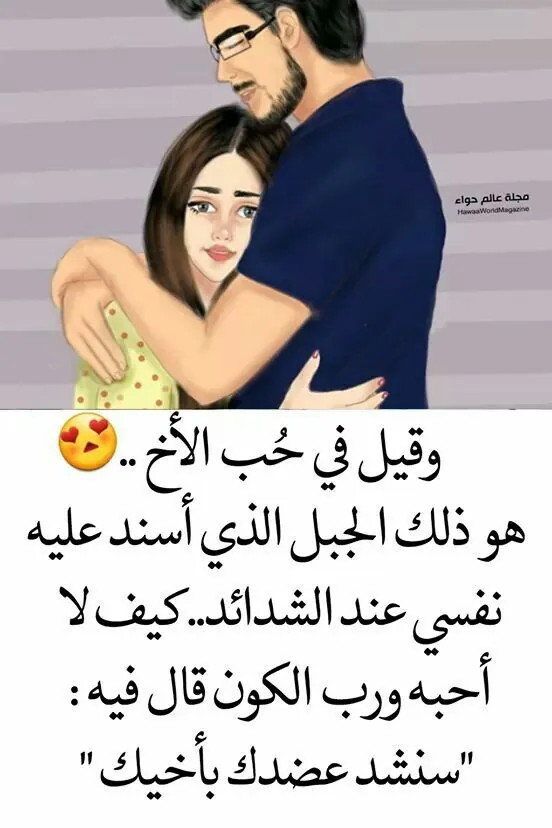 مجلة عالم حواء
HawaaWorldMagazine
وقيل في حُب الأخ .. 😍
هو ذلك الجبل الذي أسند عليه
نفسي عند الشدائد..كيف لا
أحبه ورب الكون قال فيه :
"سنشد عضدك بأخيك "